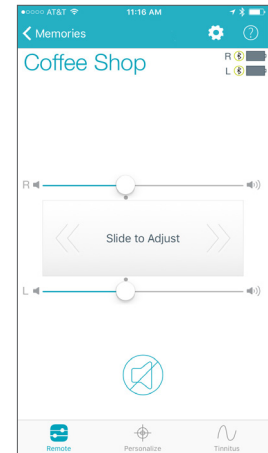 AT&T 11:16 AM
Memories
Coffee Shop
R
L
R
Slide to Adjust
L
Remote Personalize Tinnitus